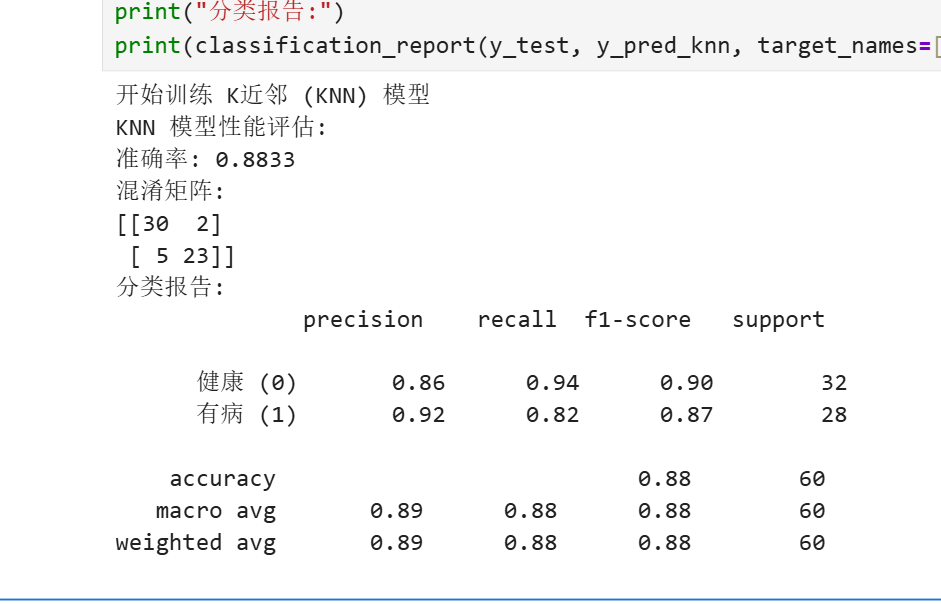 print("分类报告:")
print(classification_report(y_test, y_pred_knn, target_names=[
开始训练 K近邻 (KNN) 模型
KNN 模型性能评估:
准确率: 0.8833
混淆矩阵:
[[30  2]
 [ 5 23]]
分类报告:
precision    recall  f1-score   support
健康 (0)       0.86      0.94      0.90        32
有病 (1)       0.92      0.82      0.87        28
accuracy                           0.88        60
macro avg       0.89      0.88      0.88        60
weighted avg       0.89      0.88      0.88        60